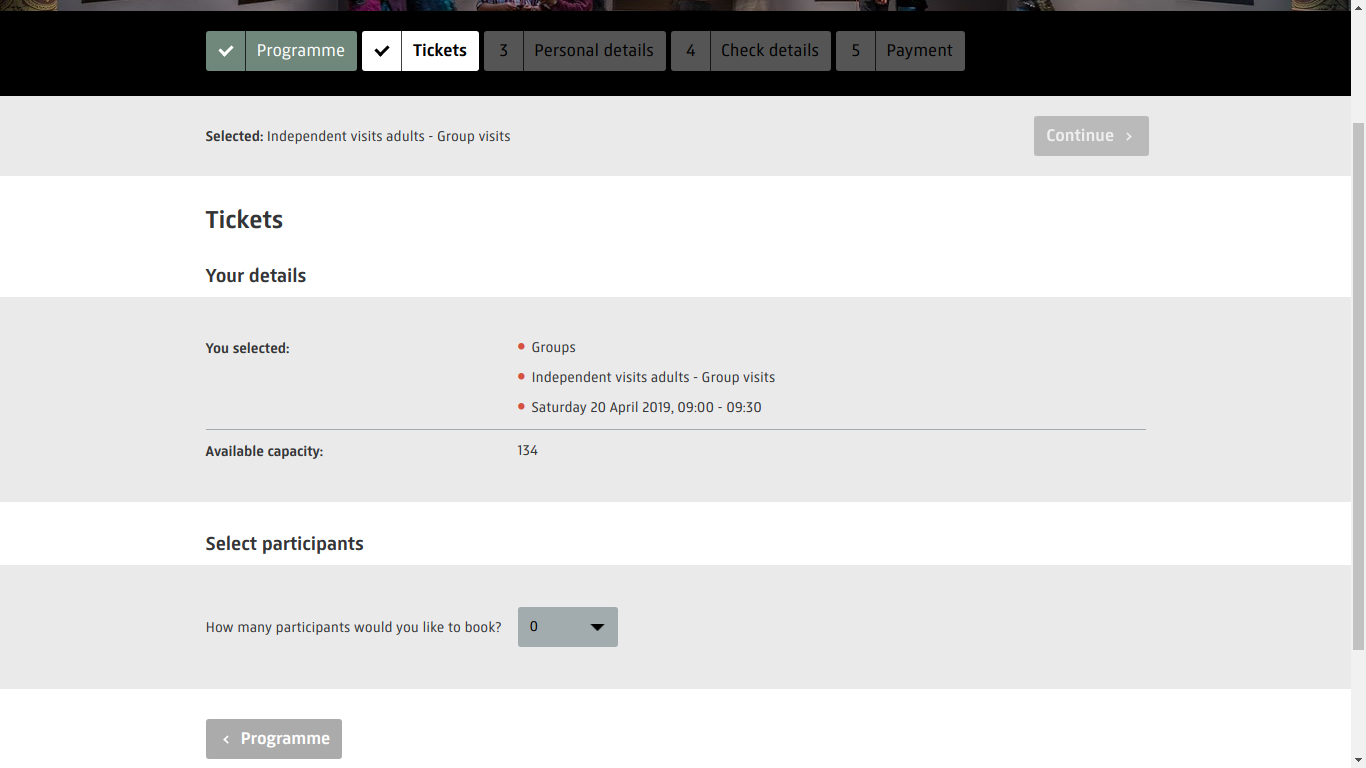 Programme
Tickets
3 Personal details
4 Check details
5 Payment
Selected: Independent visits adults - Group visits
Continue >
Tickets
Your details
You selected:
Groups
Independent visits adults - Group visits
Saturday 20 April 2019, 09:00 - 09:30
Available capacity: 134
Select participants
How many participants would you like to book? 0
< Programme